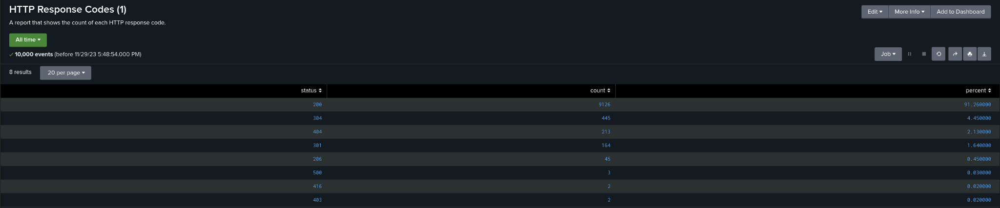 HTTP Response Codes (1)
Edit More Info Add to Dashboard
A report that shows the count of each HTTP response code.
All time
10,000 events (before 11/29/23 5:48:54.000 PM)
Job
8 results 20 per page
status count percent
200 9126 91.260000
304 445 4.450000
404 213 2.130000
301 164 1.640000
206 45 0.450000
500 3 0.030000
416 2 0.020000
403 2 0.020000